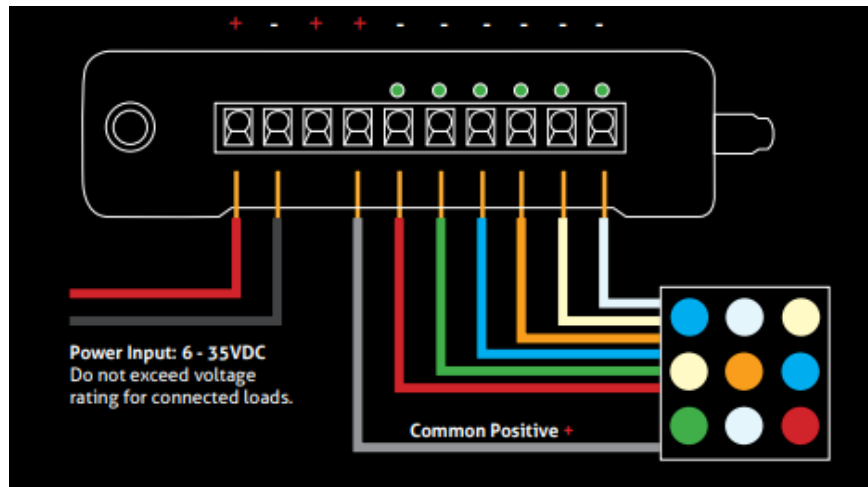 + - + + - - - - - -
Power Input: 6 - 35VDC
Do not exceed voltage
rating for connected loads.
Common Positive +